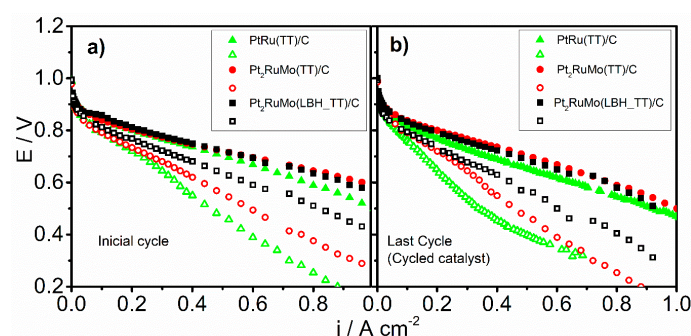 a)
PtRu(TT)/C
Pt2RuMo(TT)/C
Pt2RuMo(LBH_TT)/C
Inicial cycle
b)
PtRu(TT)/C
Pt2RuMo(TT)/C
Pt2RuMo(LBH_TT)/C
Last Cycle
(Cycled catalyst)
E / V
1.2
1.0
0.8
0.6
0.4
0.2
0.0 0.2 0.4 0.6 0.8 0.0 0.2 0.4 0.6 0.8 1.0
i / A cm-2